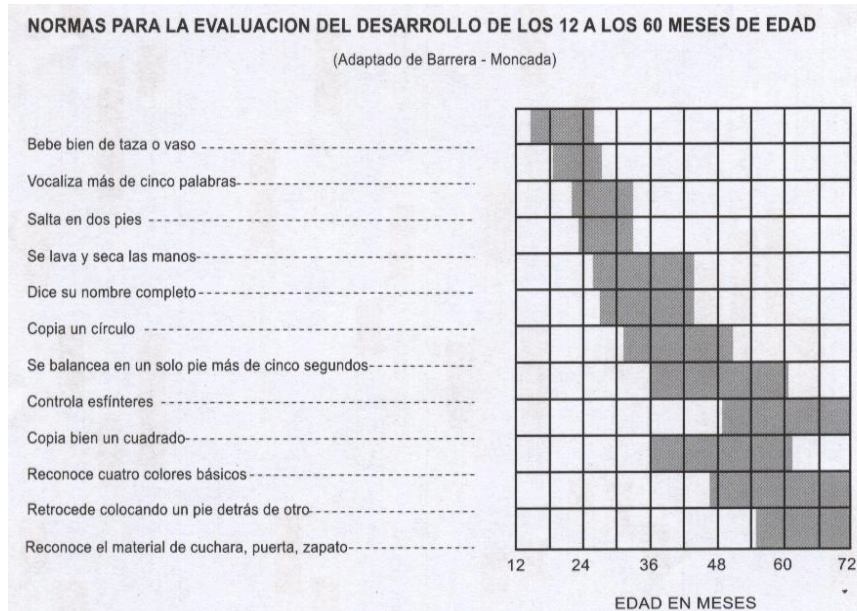 NORMAS PARA LA EVALUACION DEL DESARROLLO DE LOS 12 A LOS 60 MESES DE EDAD
(Adaptado de Barrera - Moncada)
Bebe bien de taza o vaso
Vocaliza más de cinco palabras
Salta en dos pies
Se lava y seca las manos
Dice su nombre completo
Copia un círculo
Se balancea en un solo pie más de cinco segundos
Controla esfínteres
Copia bien un cuadrado
Reconoce cuatro colores básicos
Retrocede colocando un pie detrás de otro
Reconoce el material de cuchara, puerta, zapato
12 24 36 48 60 72
EDAD EN MESES